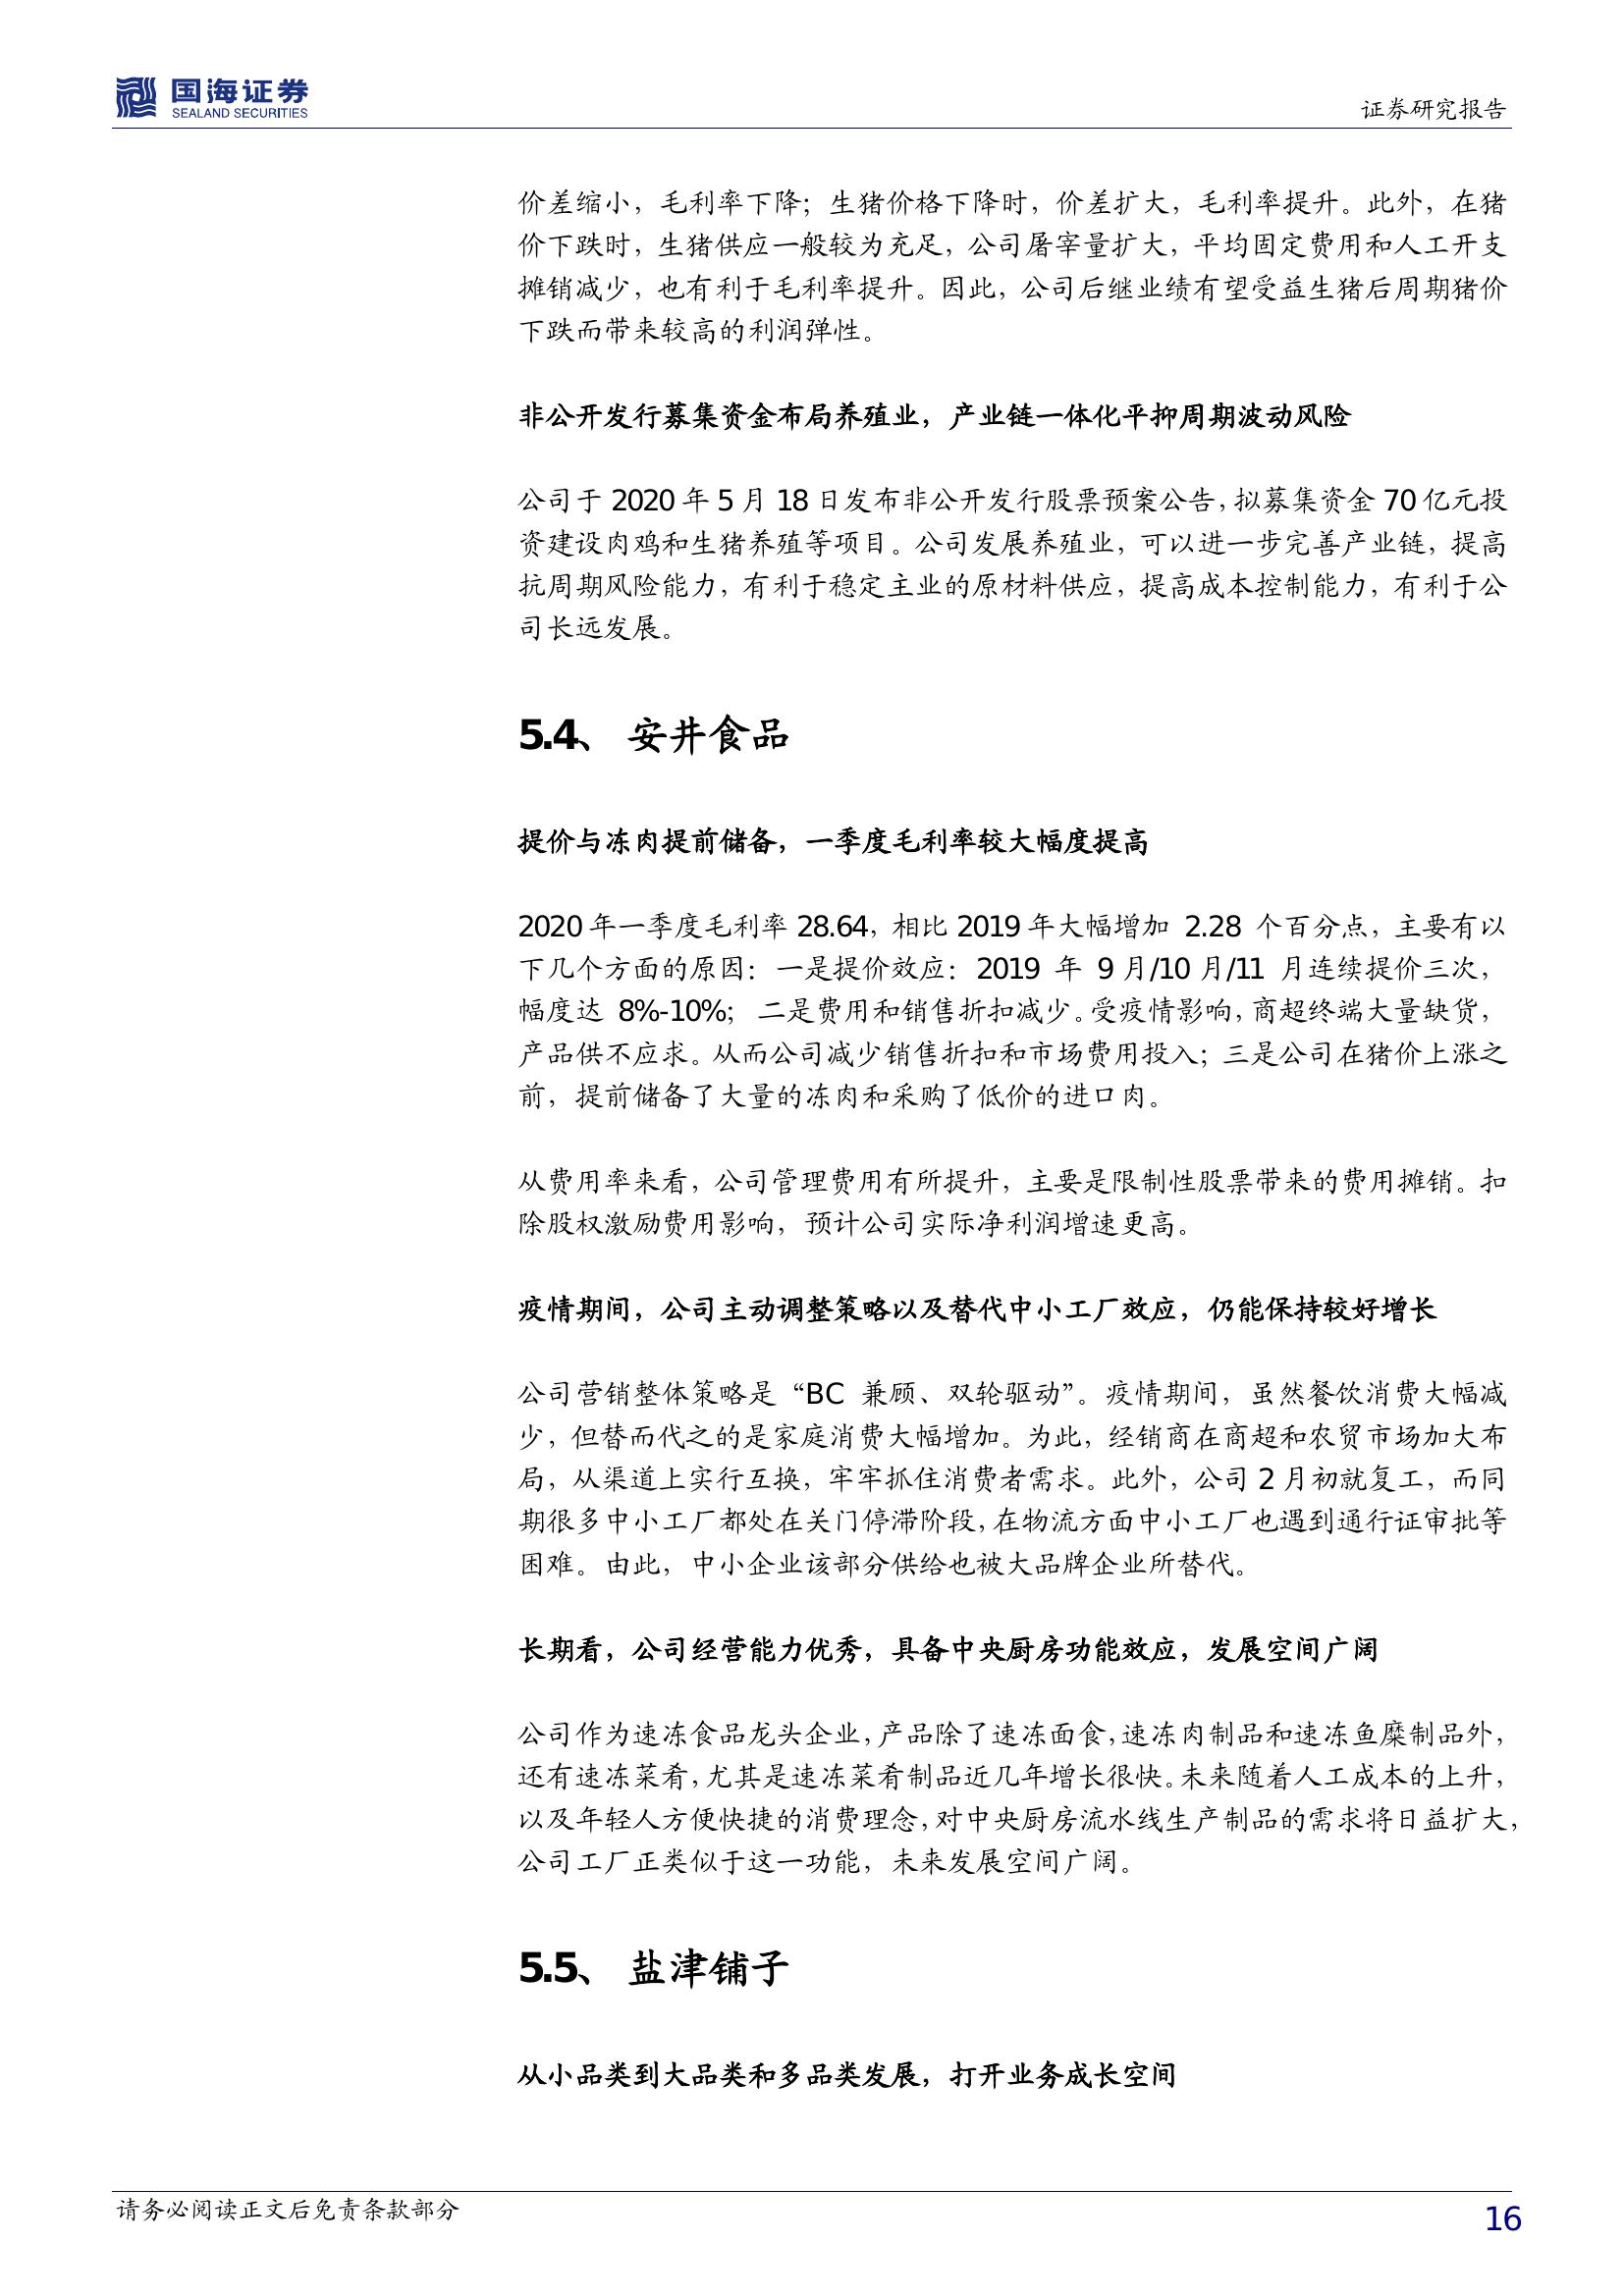 国海证券
SEALAND SECURITIES
证券研究报告
价差缩小，毛利率下降；生猪价格下降时，价差扩大，毛利率提升。此外，在猪
价下跌时，生猪供应一般较为充足，公司屠宰量扩大，平均固定费用和人工开支
摊销减少，也有利于毛利率提升。因此，公司后继业绩有望受益生猪后周期猪价
下跌而带来较高的利润弹性。
非公开发行募集资金布局养殖业，产业链一体化平抑周期波动风险
公司于 2020 年 5 月 18 日发布非公开发行股票预案公告，拟募集资金 70 亿元投
资建设肉鸡和生猪养殖等项目。公司发展养殖业，可以进一步完善产业链，提高
抗周期风险能力，有利于稳定主业的原材料供应，提高成本控制能力，有利于公
司长远发展。
5.4、 安井食品
提价与冻肉提前储备，一季度毛利率较大幅度提高
2020 年一季度毛利率 28.64，相比 2019 年大幅增加 2.28 个百分点，主要有以
下几个方面的原因：一是提价效应：2019 年 9 月/10 月/11 月连续提价三次，
幅度达 8%-10%； 二是费用和销售折扣减少。受疫情影响，商超终端大量缺货，
产品供不应求。从而公司减少销售折扣和市场费用投入；三是公司在猪价上涨之
前，提前储备了大量的冻肉和采购了低价的进口肉。
从费用率来看，公司管理费用有所提升，主要是限制性股票带来的费用摊销。扣
除股权激励费用影响，预计公司实际净利润增速更高。
疫情期间，公司主动调整策略以及替代中小工厂效应，仍能保持较好增长
公司营销整体策略是“BC 兼顾、双轮驱动”。疫情期间，虽然餐饮消费大幅减
少，但替而代之的是家庭消费大幅增加。为此，经销商在商超和农贸市场加大布
局，从渠道上实行互换，牢牢抓住消费者需求。此外，公司 2 月初就复工，而同
期很多中小工厂都处在关门停滞阶段，在物流方面中小工厂也遇到通行证审批等
困难。由此，中小企业该部分供给也被大品牌企业所替代。
长期看，公司经营能力优秀，具备中央厨房功能效应，发展空间广阔
公司作为速冻食品龙头企业，产品除了速冻面食，速冻肉制品和速冻鱼糜制品外，
还有速冻菜肴，尤其是速冻菜肴制品近几年增长很快。未来随着人工成本的上升，
以及年轻人方便快捷的消费理念，对中央厨房流水线生产制品的需求将日益扩大，
公司工厂正类似于这一功能，未来发展空间广阔。
5.5、 盐津铺子
从小品类到大品类和多品类发展，打开业务成长空间
请务必阅读正文后免责条款部分
16